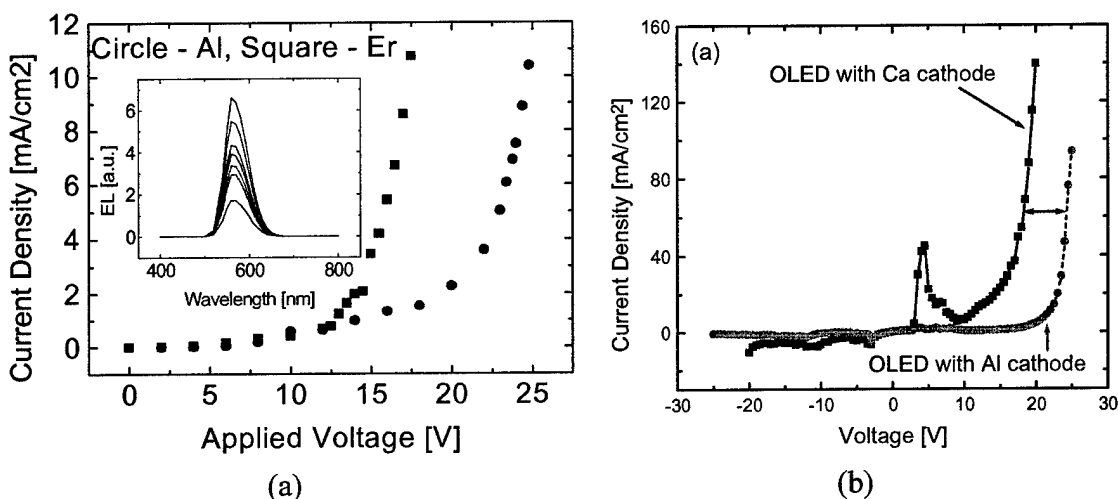 Circle - Al, Square - Er
Current Density [mA/cm2]
12
10
8
6
4
2
0
0 5 10 15 20 25
Applied Voltage [V]
EL [a.u.]
6
4
2
0
400 600 800
Wavelength [nm]
(a)
(a)
OLED with Ca cathode
OLED with Al cathode
Current Density [mA/cm²]
160
120
80
40
0
-30 -20 -10 0 10 20 30
Voltage [V]
(b)